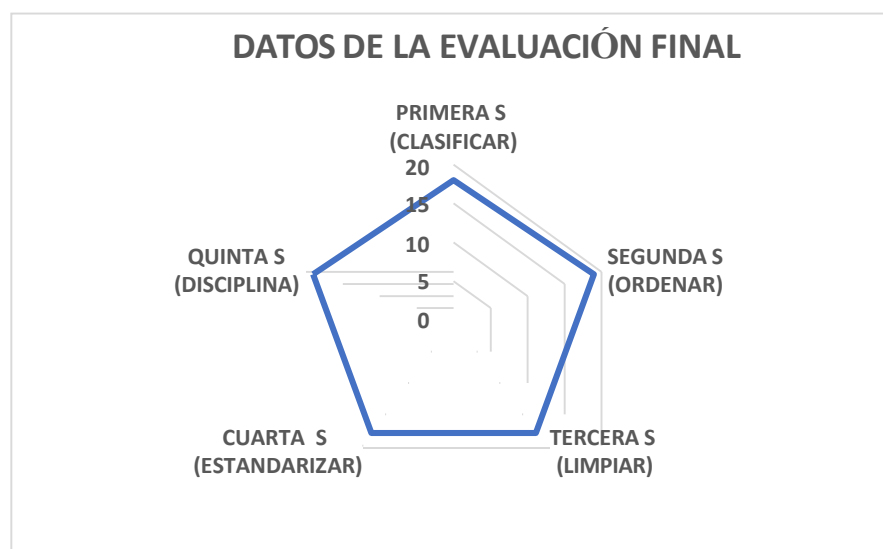 DATOS DE LA EVALUACIÓN FINAL
PRIMERA S
(CLASIFICAR)
20
15
10
5
0
SEGUNDA S
(ORDENAR)
TERCERA S
(LIMPIAR)
CUARTA S
(ESTANDARIZAR)
QUINTA S
(DISCIPLINA)